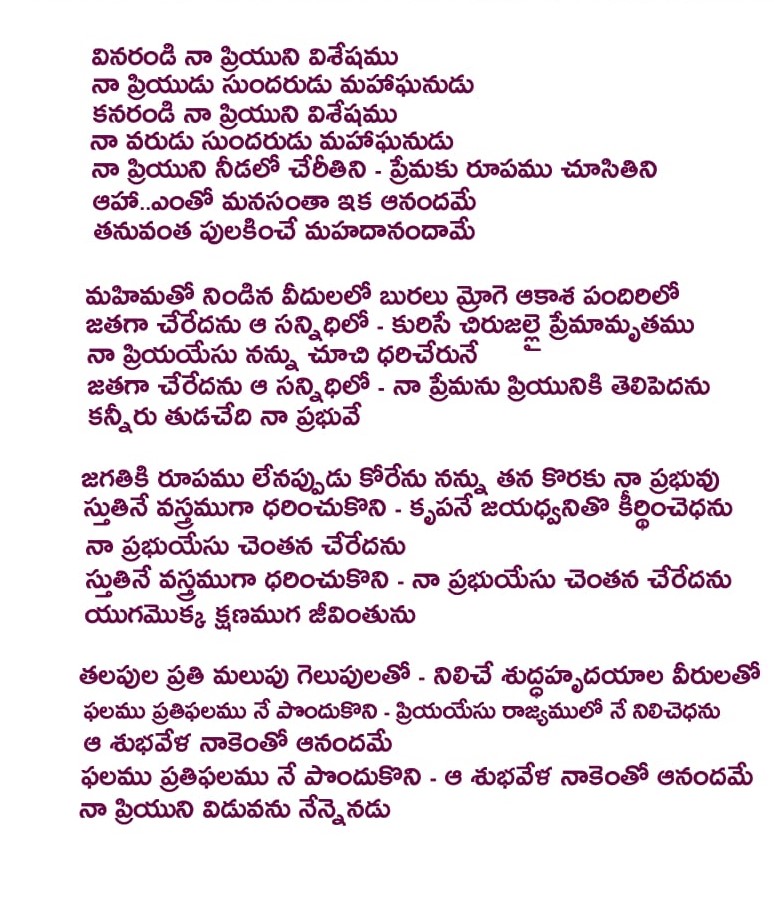 వినరండి నా ప్రియుని విశేషము
నా ప్రియుడు సుందరుడు మహాఘనుడు
కనరండి నా ప్రియుని విశేషము
నా వరుడు సుందరుడు మహాఘనుడు
నా ప్రియుని నీడలో చేరితిని - ప్రేమకు రూపము చూసితిని
ఆహా..ఎంతో మనసంతా ఇక ఆనందమే
తనువంత పులకించే మహదానందామే
మహిమతో నిండిన వీదులలో బురలు మ్రోగె ఆకాశ పందిరిలో
జతగా చేరేదను ఆ సన్నిధిలో - కురిసే చిరుజల్లై ప్రేమామృతము
నా ప్రియయేసు నన్ను చూచి ధరిచేరునే
జతగా చేరేదను ఆ సన్నిధిలో - నా ప్రేమను ప్రియునికి తెలిపెదను
కన్నీరు తుడచేది నా ప్రభువే
జగతికి రూపము లేనప్పుడు కోరేను నన్ను తన కొరకు నా ప్రభువు
స్తుతినే వస్త్రముగా ధరించుకొని - కృపనే జయధ్వనితొ కీర్థించెధను
నా ప్రభుయేసు చెంతన చేరేదను
స్తుతినే వస్త్రముగా ధరించుకొని - నా ప్రభుయేసు చెంతన చేరేదను
యుగమొక్క క్షణముగ జీవింతును
తలపుల ప్రతి మలుపు గెలుపులతో - నిలిచే శుద్ధహృదయాల వీరులతో
ఫలము ప్రతిఫలము నే పొందుకొని - ప్రియయేసు రాజ్యములో నే నిలిచెధను
ఆ శుభవేళ నాకెంతో ఆనందమే
ఫలము ప్రతిఫలము నే పొందుకొని - ఆ శుభవేళ నాకెంతో ఆనందమే
నా ప్రియుని విడువను నేన్నెనడు